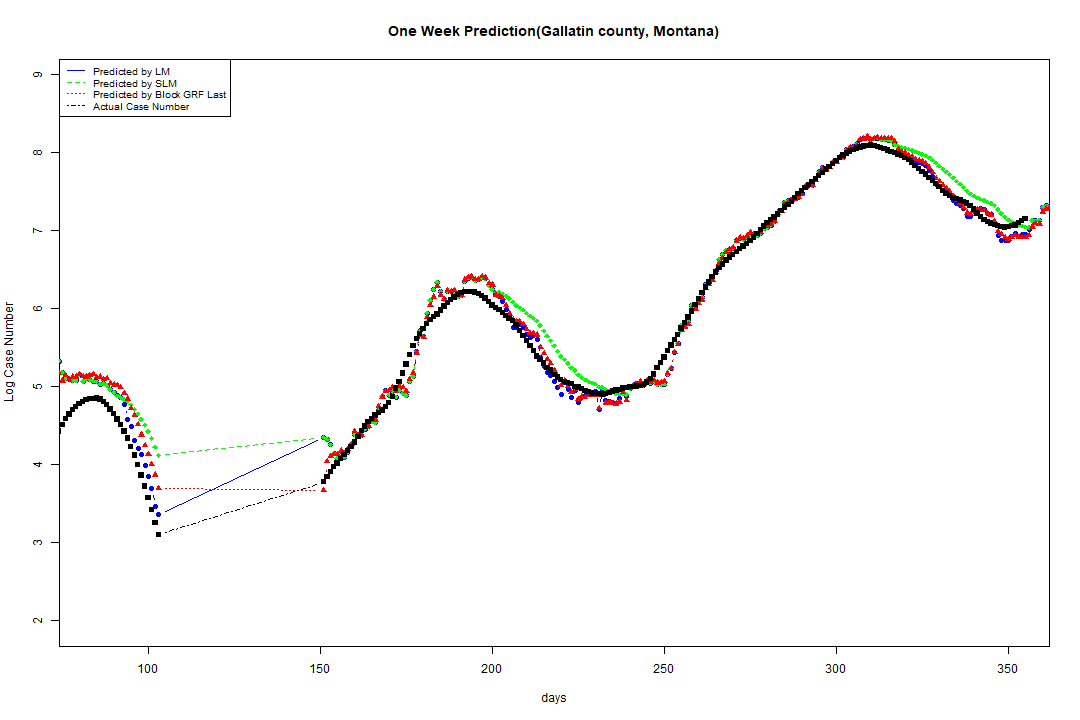 One Week Prediction(Gallatin county, Montana)
Predicted by LM
Predicted by SLM
Predicted by Block GRF Last
Actual Case Number
9
8
7
6
5
4
3
2
Log Case Number
100 150 200 250 300 350
days